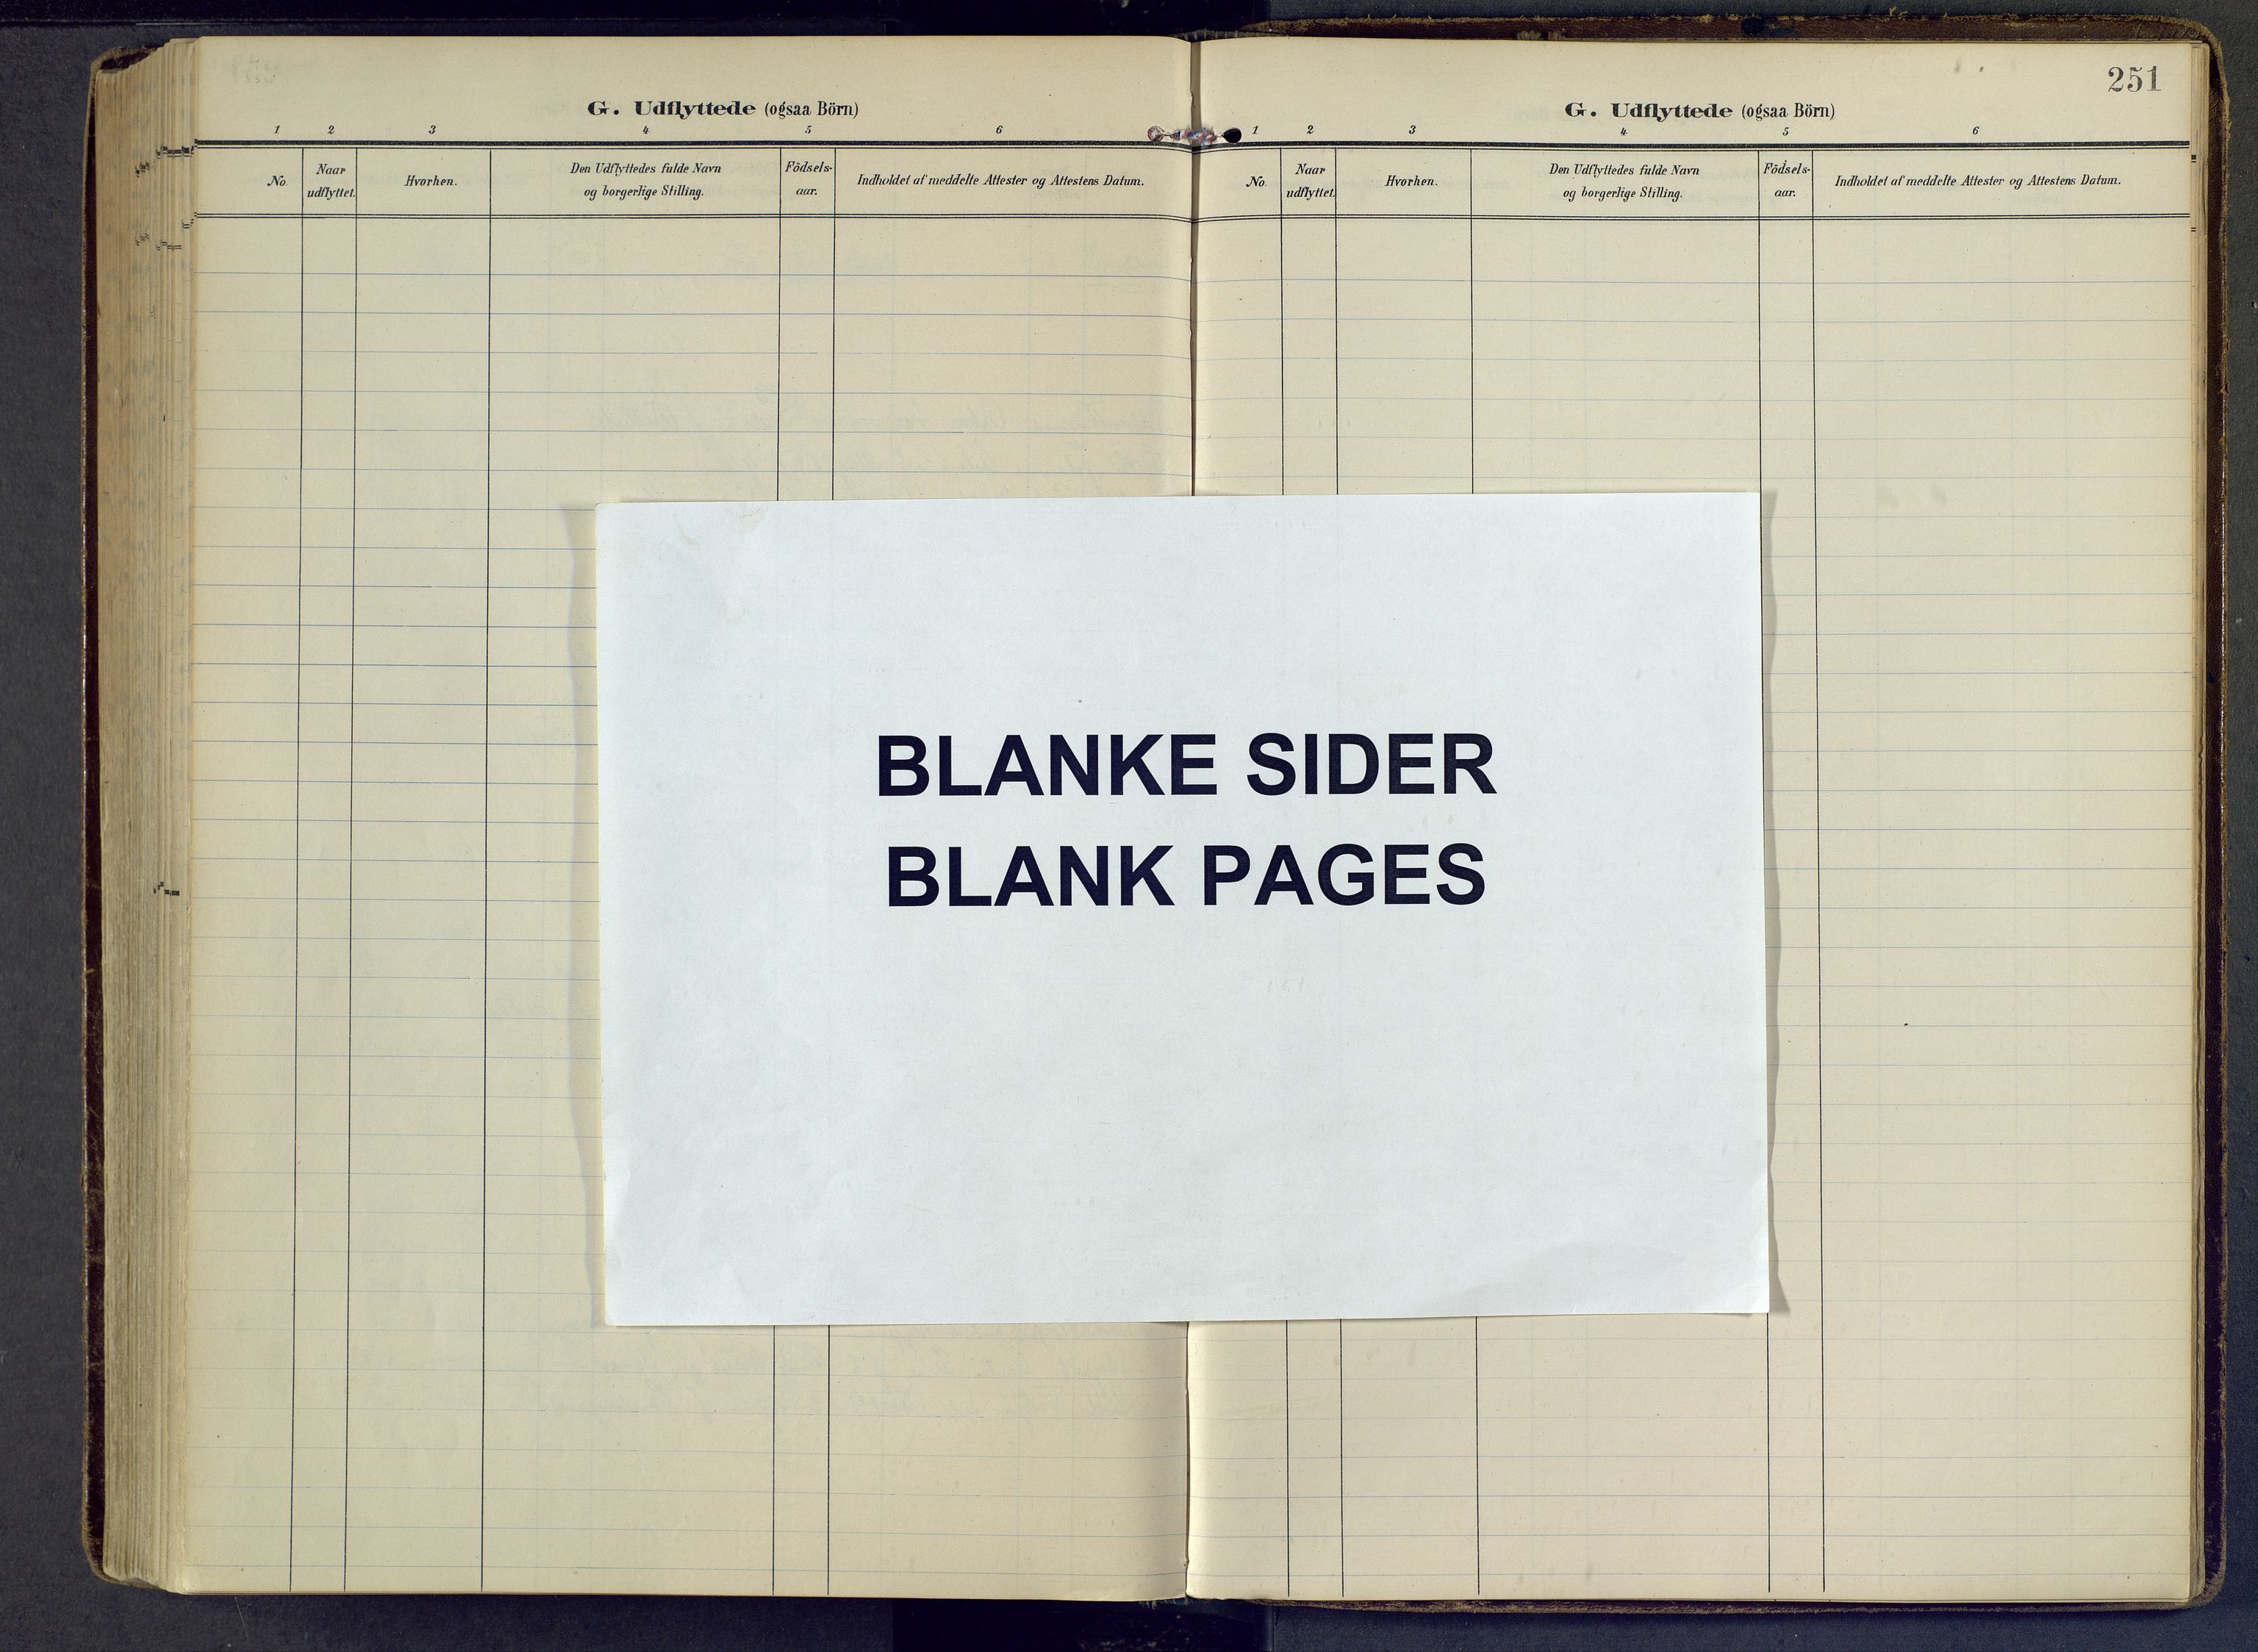 G. Udflyttede (ogsaa Börn)
1 2 3 4 5 6
No. Naar udflyttet. Hvorhen. Den Udflyttedes fulde Navn og borgerlige Stilling. Födsels-aar. Indholdet af meddelte Attester og Attestens Datum.
251
G. Udflyttede (ogsaa Börn)
1 2 3 4 5 6
No. Naar udflyttet. Hvorhen. Den Udflyttedes fulde Navn og borgerlige Stilling. Födsels-aar. Indholdet af meddelte Attester og Attestens Datum.
BLANKE SIDER
BLANK PAGES